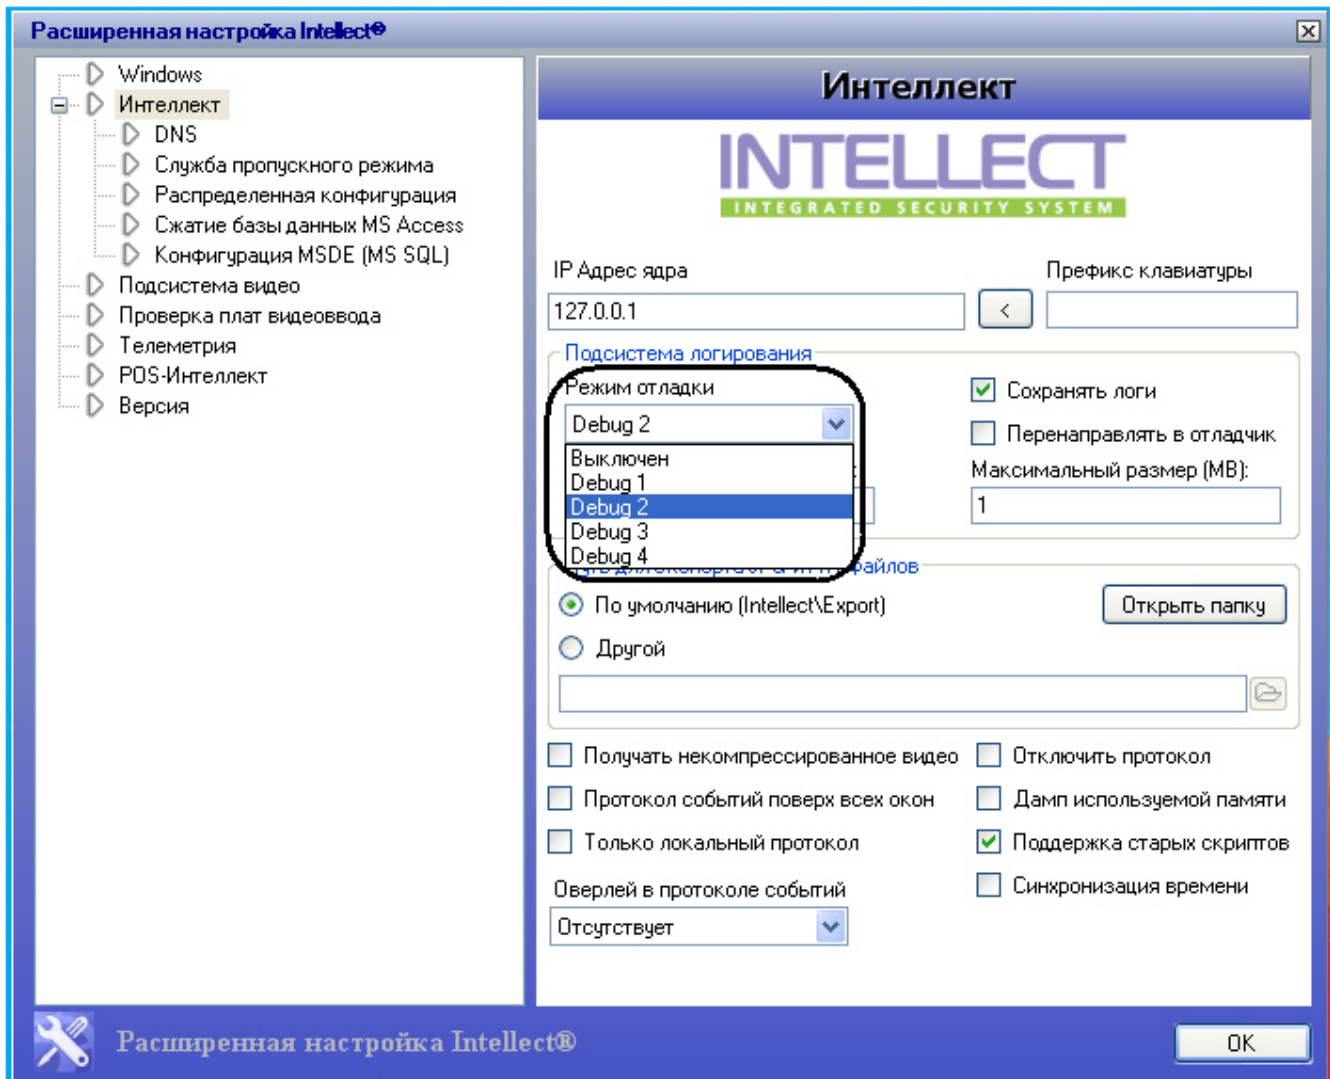 Расширенная настройка Intellect®
Windows
Интеллект
DNS
Служба пропускного режима
Распределенная конфигурация
Сжатие базы данных MS Access
Конфигурация MSDE (MS SQL)
Подсистема видео
Проверка плат видеоввода
Телеметрия
POS-Интеллект
Версия
Интеллект
INTELLECT
INTEGRATED SECURITY SYSTEM
IP Адрес ядра
Префикс клавиатуры
127.0.0.1
<
Подсистема логирования
Режим отладки
Сохранять логи
Debug 2
Перенаправлять в отладчик
Выключен
Максимальный размер (MB):
Debug 1
Debug 2
1
Debug 3
Debug 4
файлов
По умолчанию (Intellect\Export)
Открыть папку
Другой
Получать некомпрессированное видео
Отключить протокол
Протокол событий поверх всех окон
Дамп используемой памяти
Только локальный протокол
Поддержка старых скриптов
Оверлей в протоколе событий
Синхронизация времени
Отсутствует
Расширенная настройка Intellect®
OK